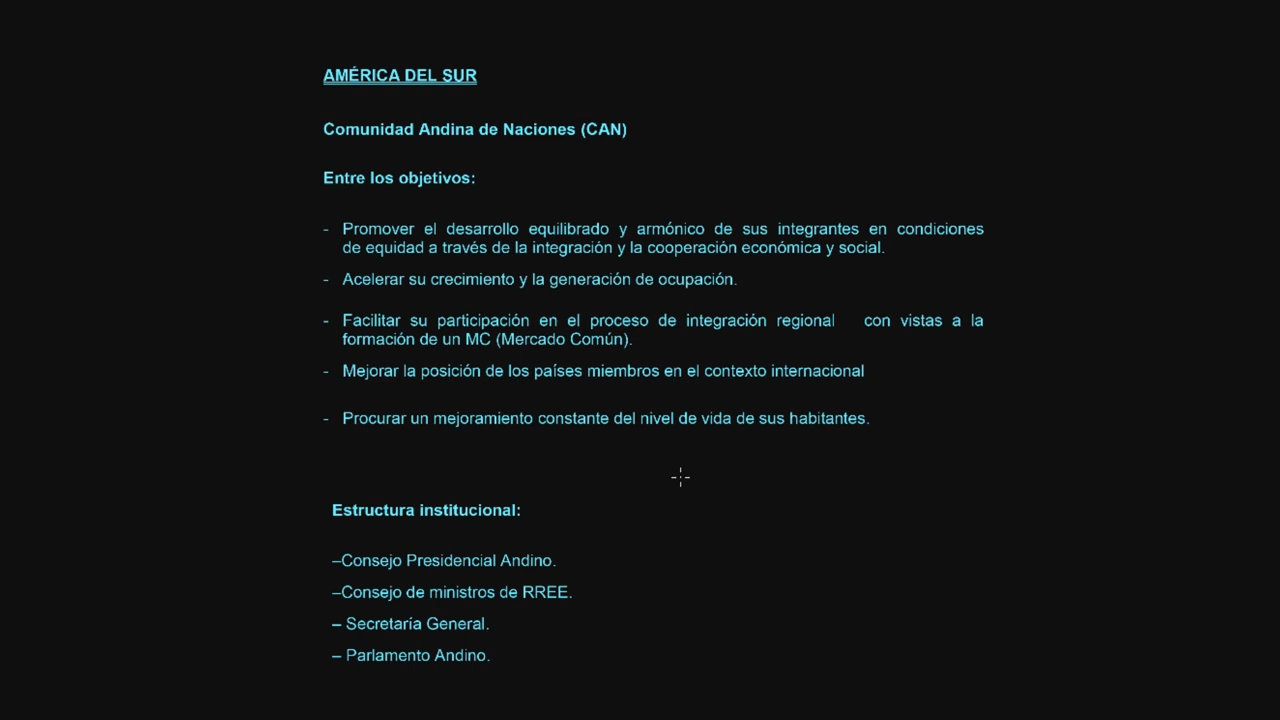 AMÉRICA DEL SUR
Comunidad Andina de Naciones (CAN)
Entre los objetivos:
- Promover el desarrollo equilibrado y armónico de sus integrantes en condiciones
de equidad a través de la integración y la cooperación económica y social.
- Acelerar su crecimiento y la generación de ocupación.
- Facilitar su participación en el proceso de integración regional con vistas a la
formación de un MC (Mercado Común).
- Mejorar la posición de los países miembros en el contexto internacional
- Procurar un mejoramiento constante del nivel de vida de sus habitantes.
Estructura institucional:
–Consejo Presidencial Andino.
–Consejo de ministros de RREE.
– Secretaría General.
– Parlamento Andino.